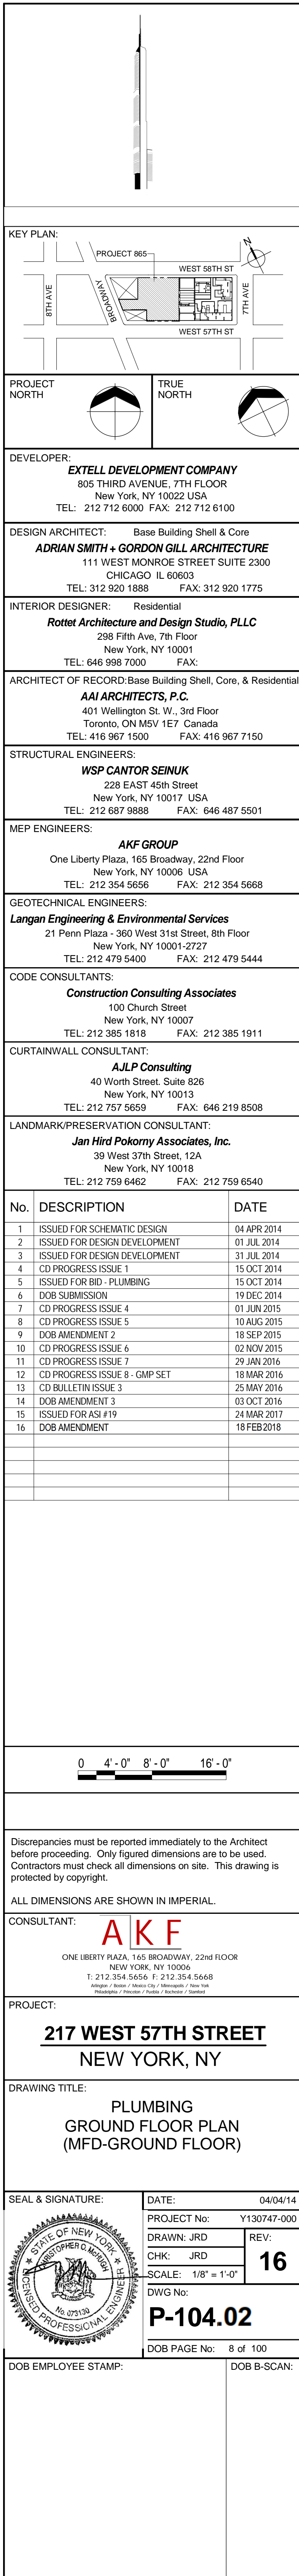 KEY PLAN:
N
PROJECT 865
WEST 58TH ST
8TH AVE
BROADWAY
7TH AVE
WEST 57TH ST
PROJECT
NORTH
TRUE
NORTH
DEVELOPER:
EXTELL DEVELOPMENT COMPANY
805 THIRD AVENUE, 7TH FLOOR
New York, NY 10022 USA
TEL: 212 712 6000 FAX: 212 712 6100
DESIGN ARCHITECT: Base Building Shell & Core
ADRIAN SMITH + GORDON GILL ARCHITECTURE
111 WEST MONROE STREET SUITE 2300
CHICAGO IL 60603
TEL: 312 920 1888 FAX: 312 920 1775
INTERIOR DESIGNER: Residential
Rottet Architecture and Design Studio, PLLC
298 Fifth Ave, 7th Floor
New York, NY 10001
TEL: 646 998 7000 FAX:
ARCHITECT OF RECORD:Base Building Shell, Core, & Residential
AAI ARCHITECTS, P.C.
401 Wellington St. W., 3rd Floor
Toronto, ON M5V 1E7 Canada
TEL: 416 967 1500 FAX: 416 967 7150
STRUCTURAL ENGINEERS:
WSP CANTOR SEINUK
228 EAST 45th Street
New York, NY 10017 USA
TEL: 212 687 9888 FAX: 646 487 5501
MEP ENGINEERS:
AKF GROUP
One Liberty Plaza, 165 Broadway, 22nd Floor
New York, NY 10006 USA
TEL: 212 354 5656 FAX: 212 354 5668
GEOTECHNICAL ENGINEERS:
Langan Engineering & Environmental Services
21 Penn Plaza - 360 West 31st Street, 8th Floor
New York, NY 10001-2727
TEL: 212 479 5400 FAX: 212 479 5444
CODE CONSULTANTS:
Construction Consulting Associates
100 Church Street
New York, NY 10007
TEL: 212 385 1818 FAX: 212 385 1911
CURTAINWALL CONSULTANT:
AJLP Consulting
40 Worth Street. Suite 826
New York, NY 10013
TEL: 212 757 5659 FAX: 646 219 8508
LANDMARK/PRESERVATION CONSULTANT:
Jan Hird Pokorny Associates, Inc.
39 West 37th Street, 12A
New York, NY 10018
TEL: 212 759 6462 FAX: 212 759 6540
No. DESCRIPTION DATE
1 ISSUED FOR SCHEMATIC DESIGN 04 APR 2014
2 ISSUED FOR DESIGN DEVELOPMENT 01 JUL 2014
3 ISSUED FOR DESIGN DEVELOPMENT 31 JUL 2014
4 CD PROGRESS ISSUE 1 15 OCT 2014
5 ISSUED FOR BID - PLUMBING 15 OCT 2014
6 DOB SUBMISSION 19 DEC 2014
7 CD PROGRESS ISSUE 4 01 JUN 2015
8 CD PROGRESS ISSUE 5 10 AUG 2015
9 DOB AMENDMENT 2 18 SEP 2015
10 CD PROGRESS ISSUE 6 02 NOV 2015
11 CD PROGRESS ISSUE 7 29 JAN 2016
12 CD PROGRESS ISSUE 8 - GMP SET 18 MAR 2016
13 CD BULLETIN ISSUE 3 25 MAY 2016
14 DOB AMENDMENT 3 03 OCT 2016
15 ISSUED FOR ASI #19 24 MAR 2017
16 DOB AMENDMENT 18 FEB 2018
0 4' - 0" 8' - 0" 16' - 0"
Discrepancies must be reported immediately to the Architect
before proceeding. Only figured dimensions are to be used.
Contractors must check all dimensions on site. This drawing is
protected by copyright.
ALL DIMENSIONS ARE SHOWN IN IMPERIAL.
CONSULTANT:
AKF
ONE LIBERTY PLAZA, 165 BROADWAY, 22nd FLOOR
NEW YORK, NY 10006
T: 212.354.5656 F: 212.354.5668
Arlington / Boston / Mexico City / Minneapolis / New York
Philadelphia / Princeton / Puebla / Rochester / Stamford
PROJECT:
217 WEST 57TH STREET
NEW YORK, NY
DRAWING TITLE:
PLUMBING
GROUND FLOOR PLAN
(MFD-GROUND FLOOR)
SEAL & SIGNATURE:
STATE OF NEW YORK
No. 073130
LICENSED PROFESSIONAL ENGINEER
DATE: 04/04/14
PROJECT No: Y130747-000
DRAWN: JRD
REV:
CHK: JRD
16
SCALE: 1/8" = 1'-0"
DWG No:
P-104.02
DOB PAGE No: 8 of 100
DOB EMPLOYEE STAMP:
DOB B-SCAN: